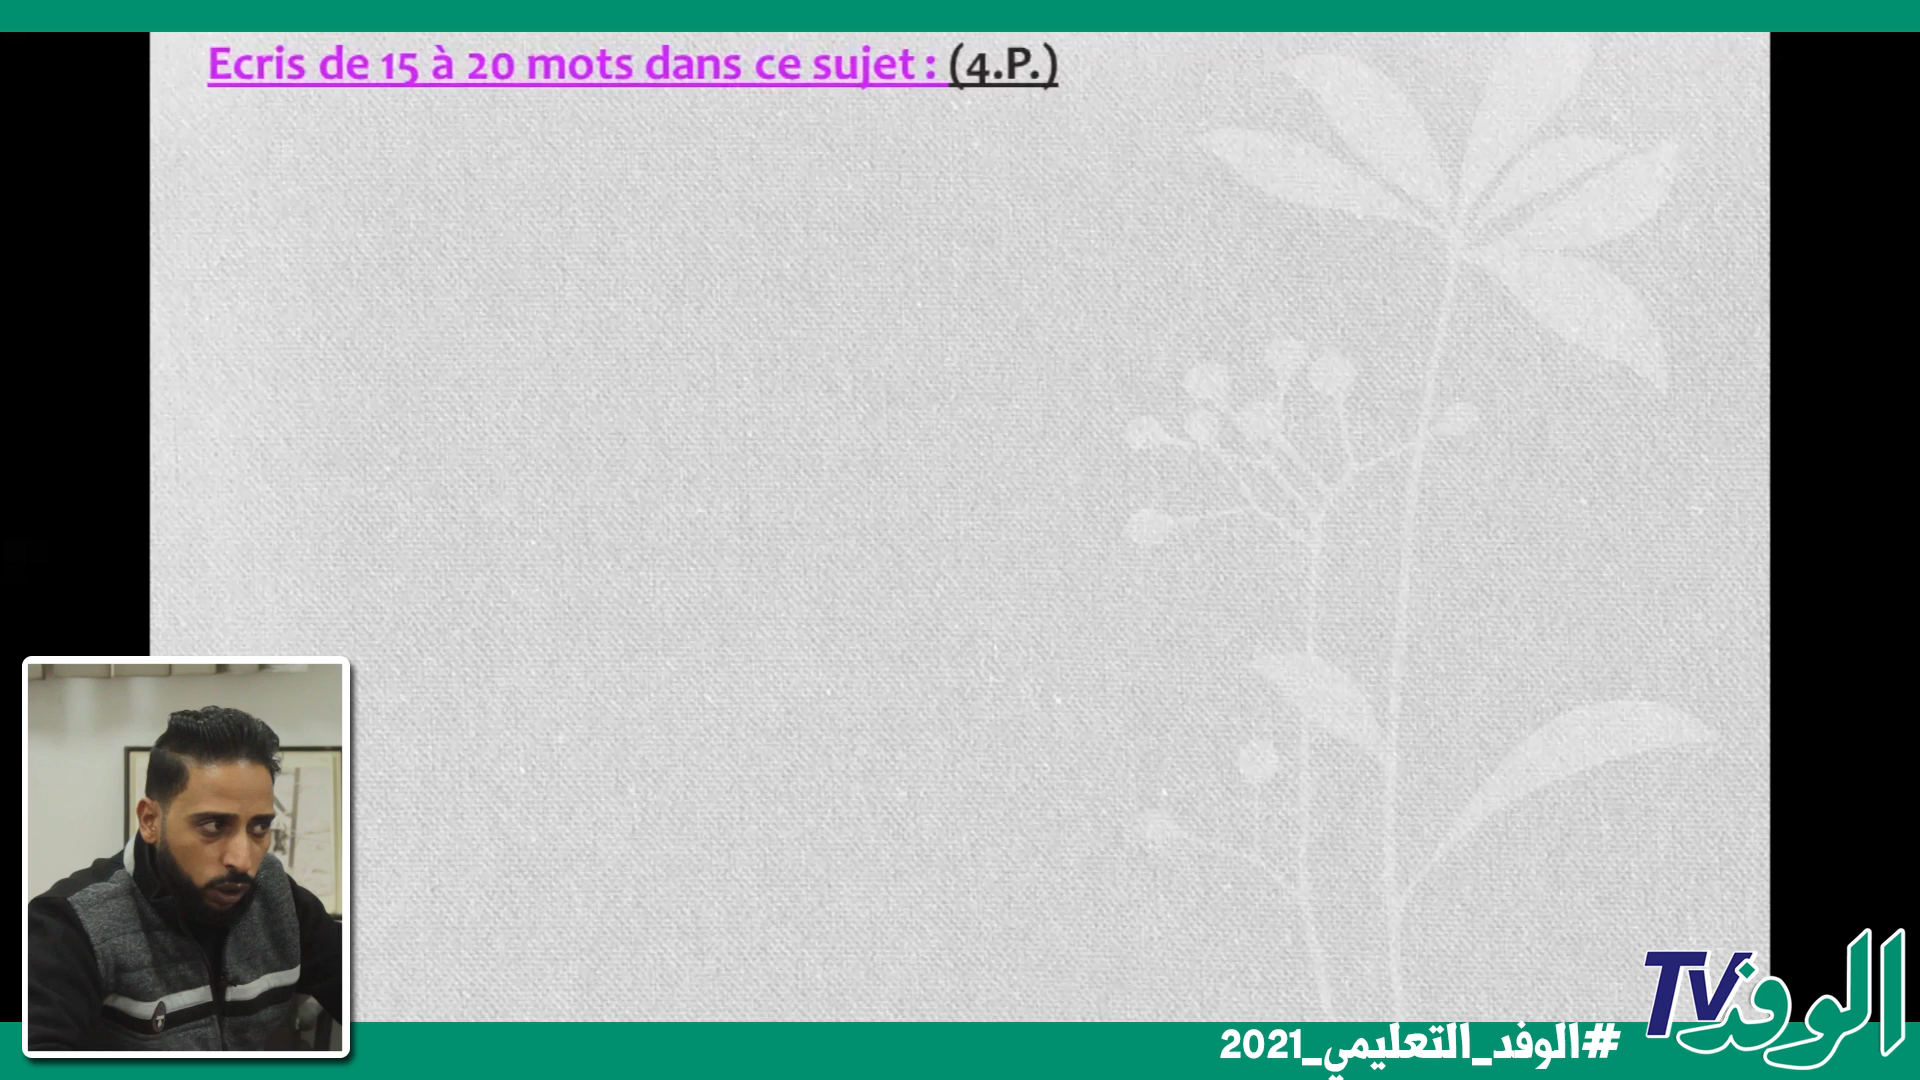 Ecris de 15 à 20 mots dans ce sujet : (4.P.)
#الوفد_التعليمي_2021
الوفد TV